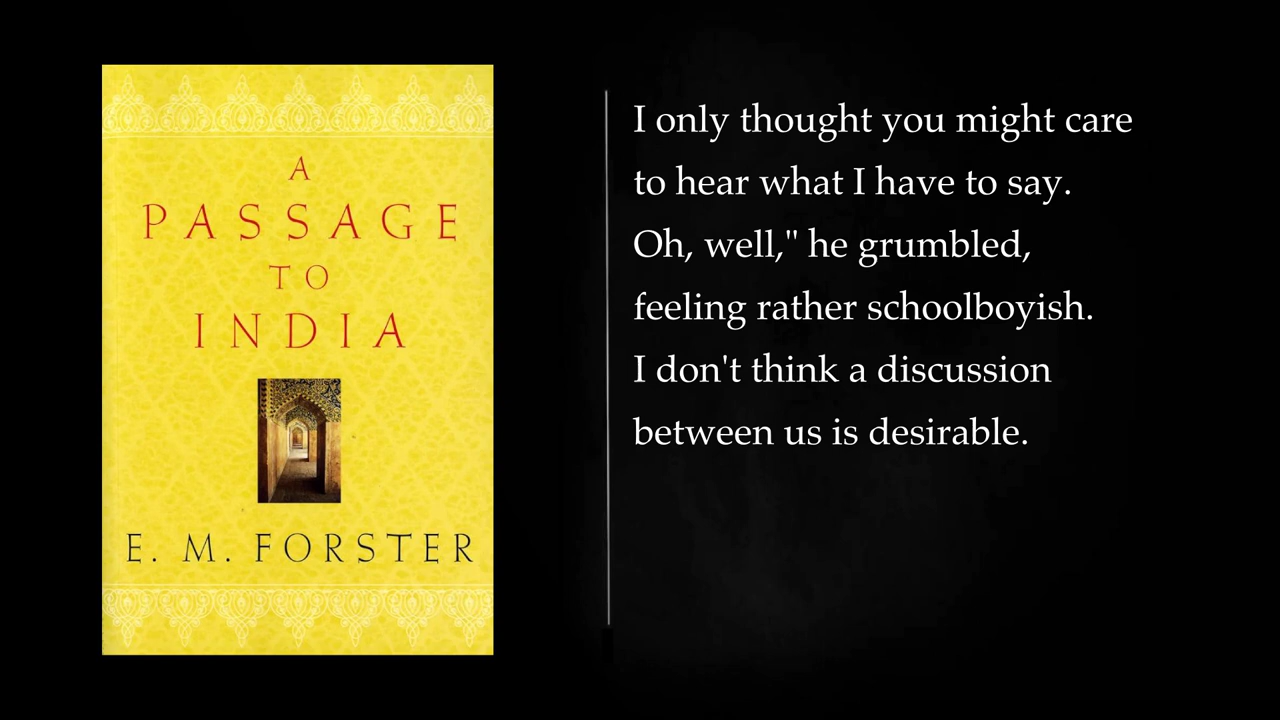 A
PASSAGE
TO
INDIA
E. M. FORSTER
I only thought you might care
to hear what I have to say.
Oh, well," he grumbled,
feeling rather schoolboyish.
I don't think a discussion
between us is desirable.